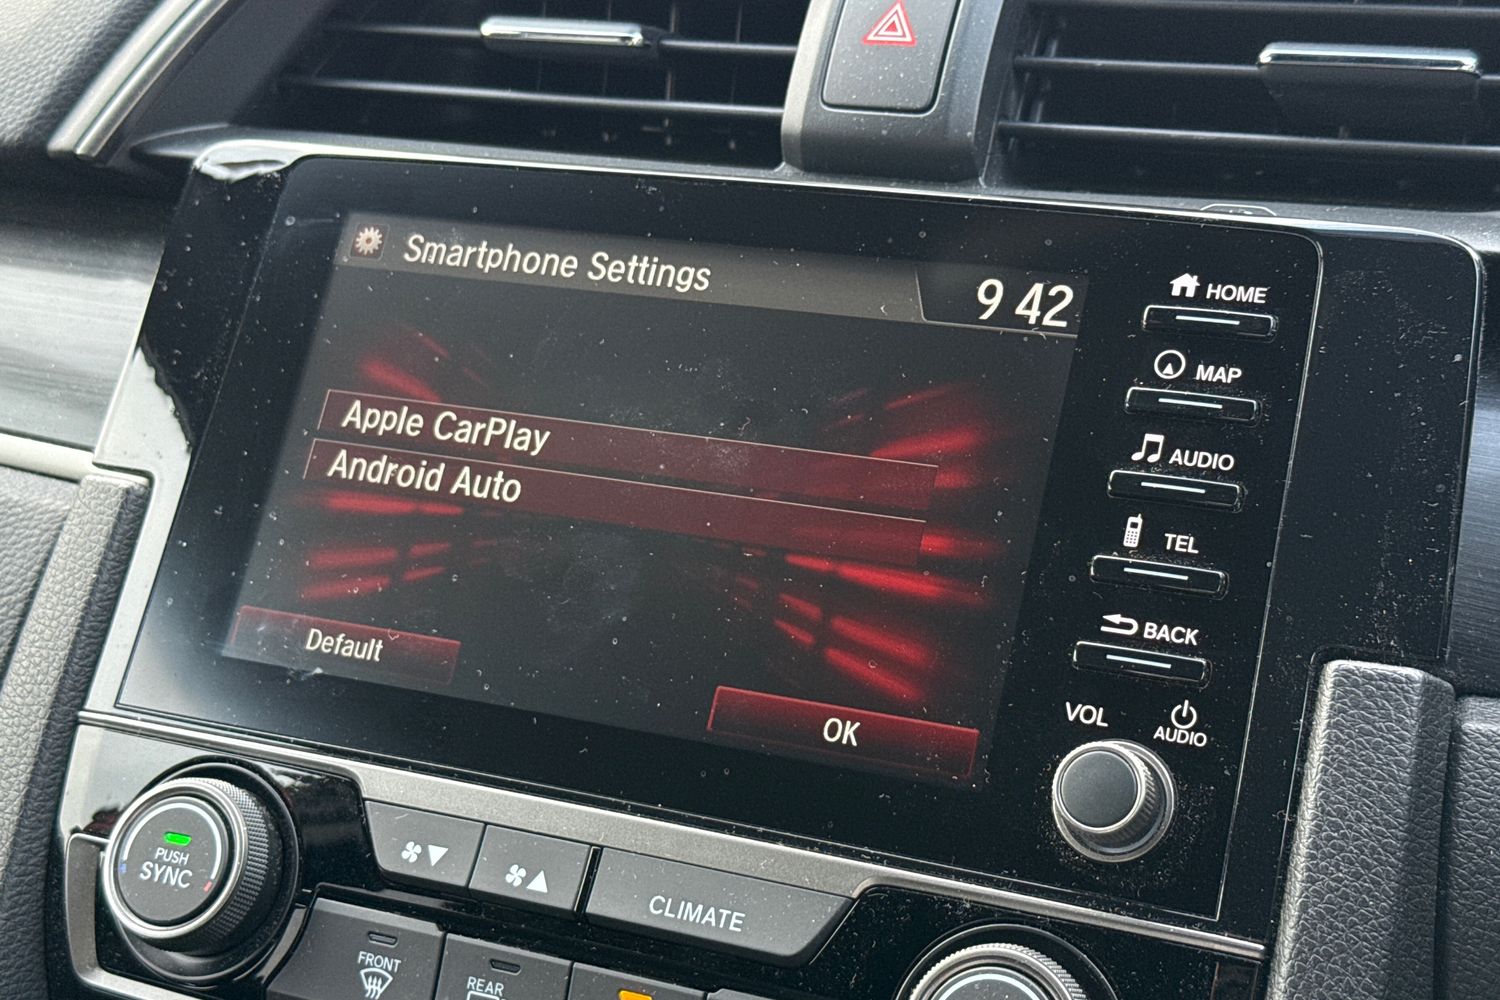 Smartphone Settings
9 42
Apple CarPlay
Android Auto
Default
OK
HOME
MAP
AUDIO
TEL
BACK
VOL
AUDIO
PUSH
SYNC
CLIMATE
FRONT
REAR